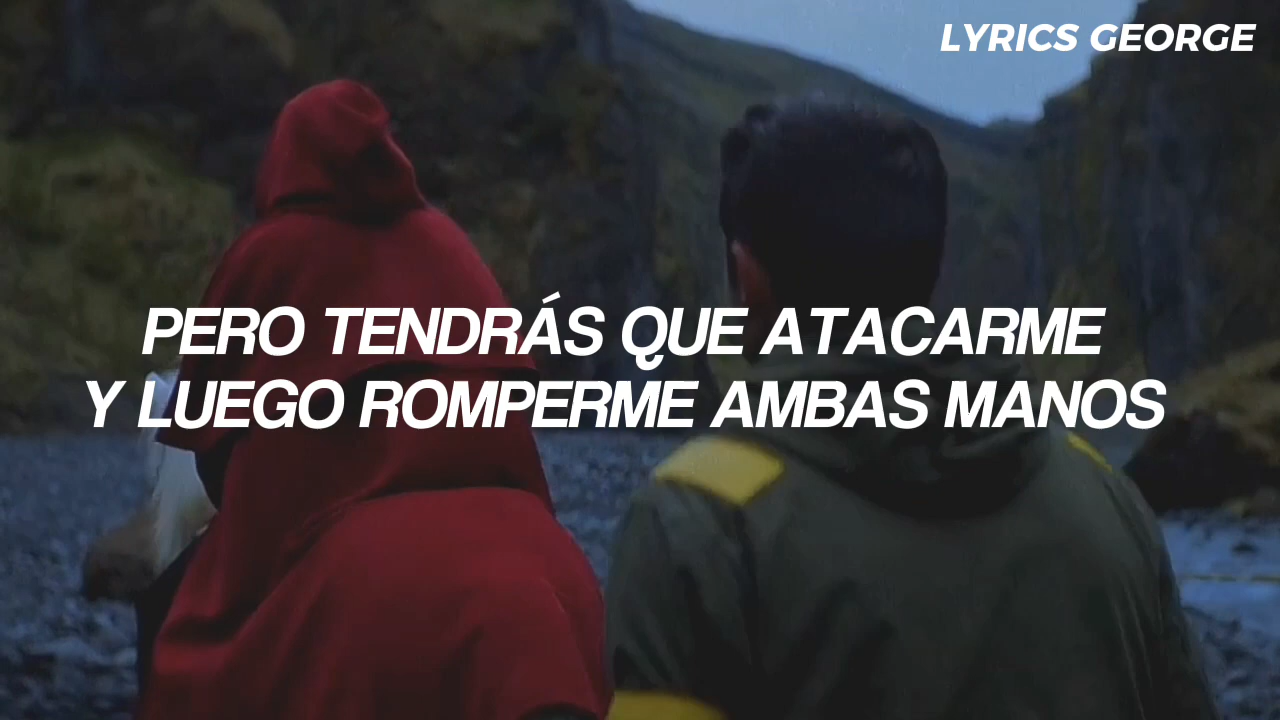 LYRICS GEORGE
PERO TENDRÁS QUE ATACARME
Y LUEGO ROMPERME AMBAS MANOS